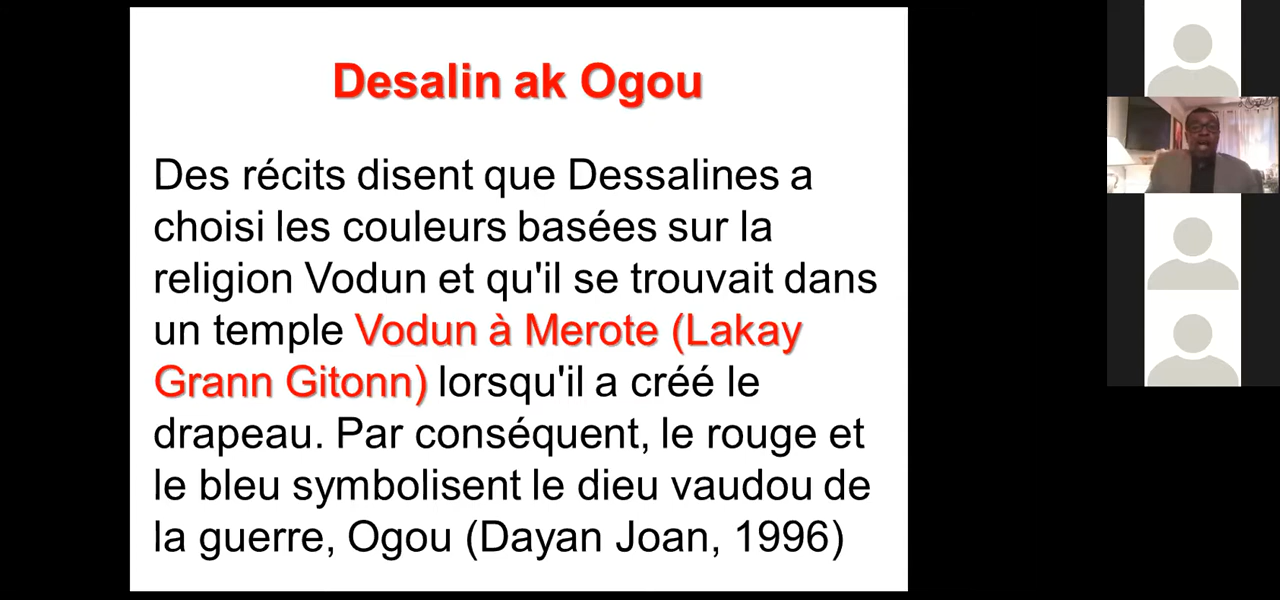 Desalin ak Ogou
Des récits disent que Dessalines a
choisi les couleurs basées sur la
religion Vodun et qu'il se trouvait dans
un temple Vodun à Merote (Lakay
Grann Gitonn) lorsqu'il a créé le
drapeau. Par conséquent, le rouge et
le bleu symbolisent le dieu vaudou de
la guerre, Ogou (Dayan Joan, 1996)